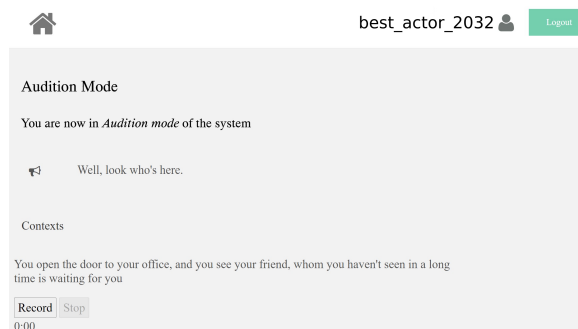 best_actor_2032
Logout
Audition Mode
You are now in Audition mode of the system
Well, look who's here.
Contexts
You open the door to your office, and you see your friend, whom you haven't seen in a long
time is waiting for you
Record Stop
0:00